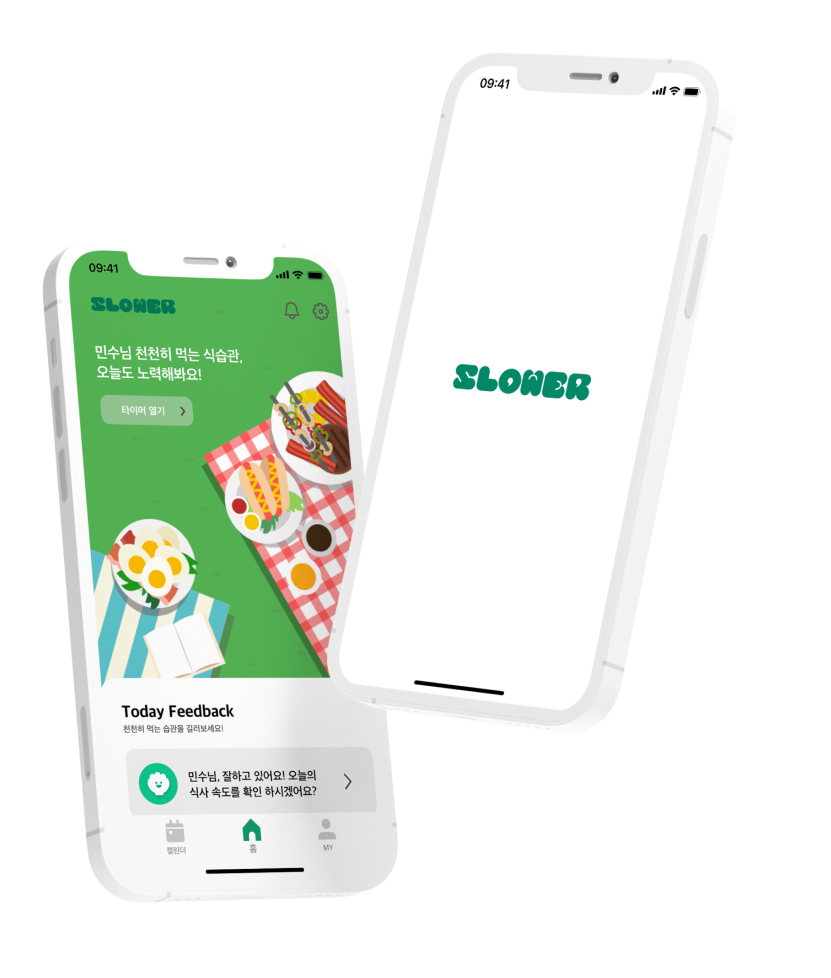 09:41
SLOWER
민수님 천천히 먹는 식습관,
오늘도 노력해봐요!
타이머 열기
Today Feedback
천천히 먹는 습관을 길러보세요!
민수님, 잘하고 있어요! 오늘의
식사 속도를 확인 하시겠어요?
캘린더
홈
MY
09:41
SLOWER